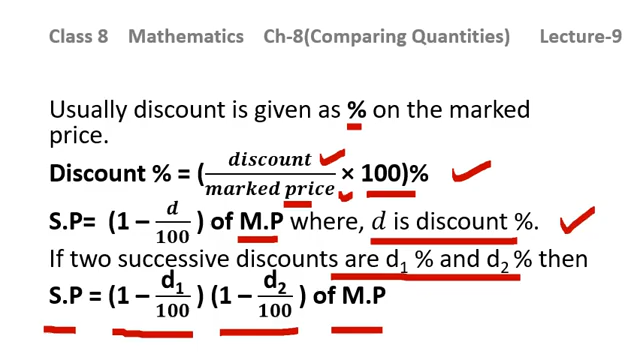 Class 8 Mathematics Ch-8(Comparing Quantities) Lecture-9
Usually discount is given as % on the marked
price.
Discount % = (discount/marked price × 100)%
S.P= (1 − d/100) of M.P where, d is discount %.
If two successive discounts are d₁ % and d₂ % then
S.P = (1 − d₁/100) (1 − d₂/100) of M.P